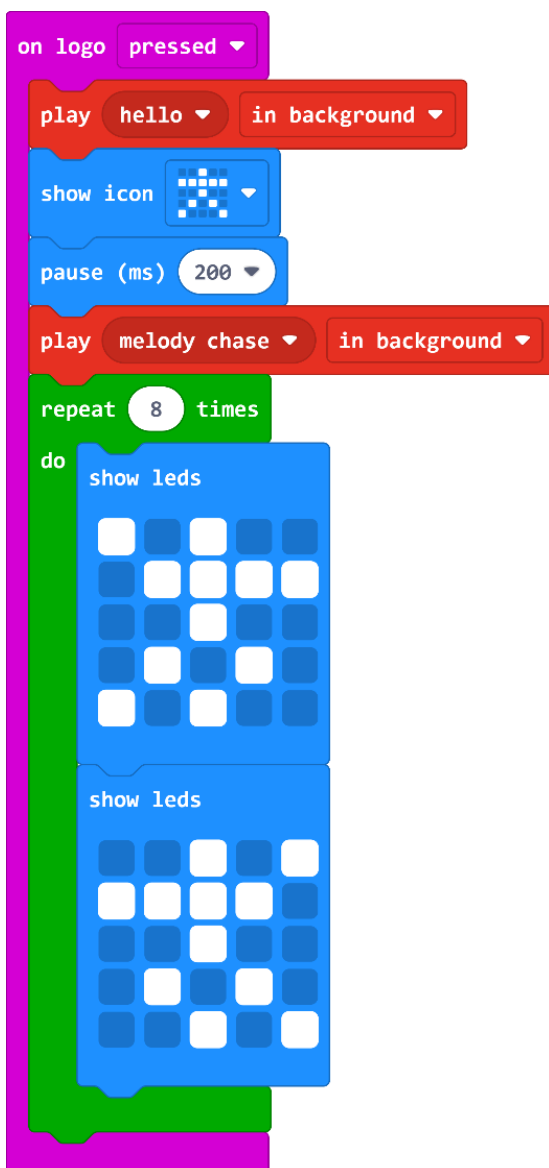 on logo pressed
play hello in background
show icon
pause (ms) 200
play melody chase in background
repeat 8 times
do
show leds
show leds